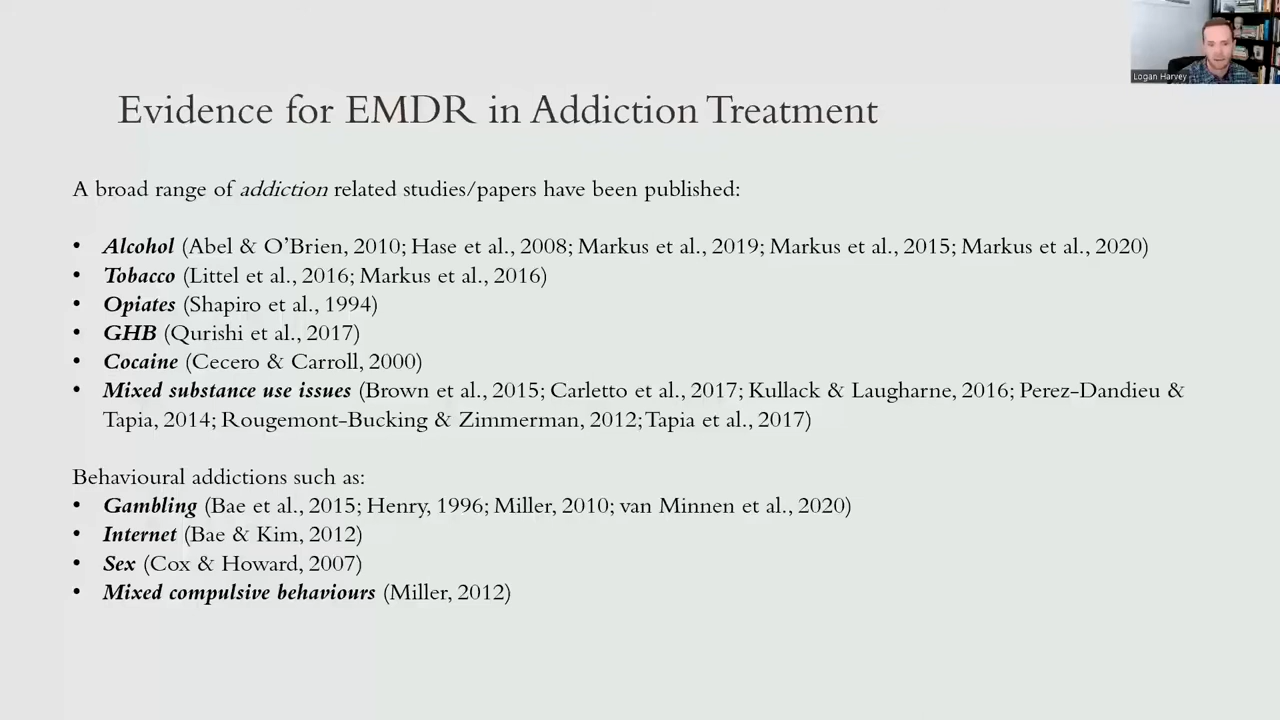 Logan Harvey
Evidence for EMDR in Addiction Treatment
A broad range of addiction related studies/papers have been published:
• Alcohol (Abel & O’Brien, 2010; Hase et al., 2008; Markus et al., 2019; Markus et al., 2015; Markus et al., 2020)
• Tobacco (Littel et al., 2016; Markus et al., 2016)
• Opiates (Shapiro et al., 1994)
• GHB (Qurishi et al., 2017)
• Cocaine (Cecero & Carroll, 2000)
• Mixed substance use issues (Brown et al., 2015; Carletto et al., 2017; Kullack & Laugharne, 2016; Perez-Dandieu &
Tapia, 2014; Rougemont-Bucking & Zimmerman, 2012; Tapia et al., 2017)
Behavioural addictions such as:
• Gambling (Bae et al., 2015; Henry, 1996; Miller, 2010; van Minnen et al., 2020)
• Internet (Bae & Kim, 2012)
• Sex (Cox & Howard, 2007)
• Mixed compulsive behaviours (Miller, 2012)